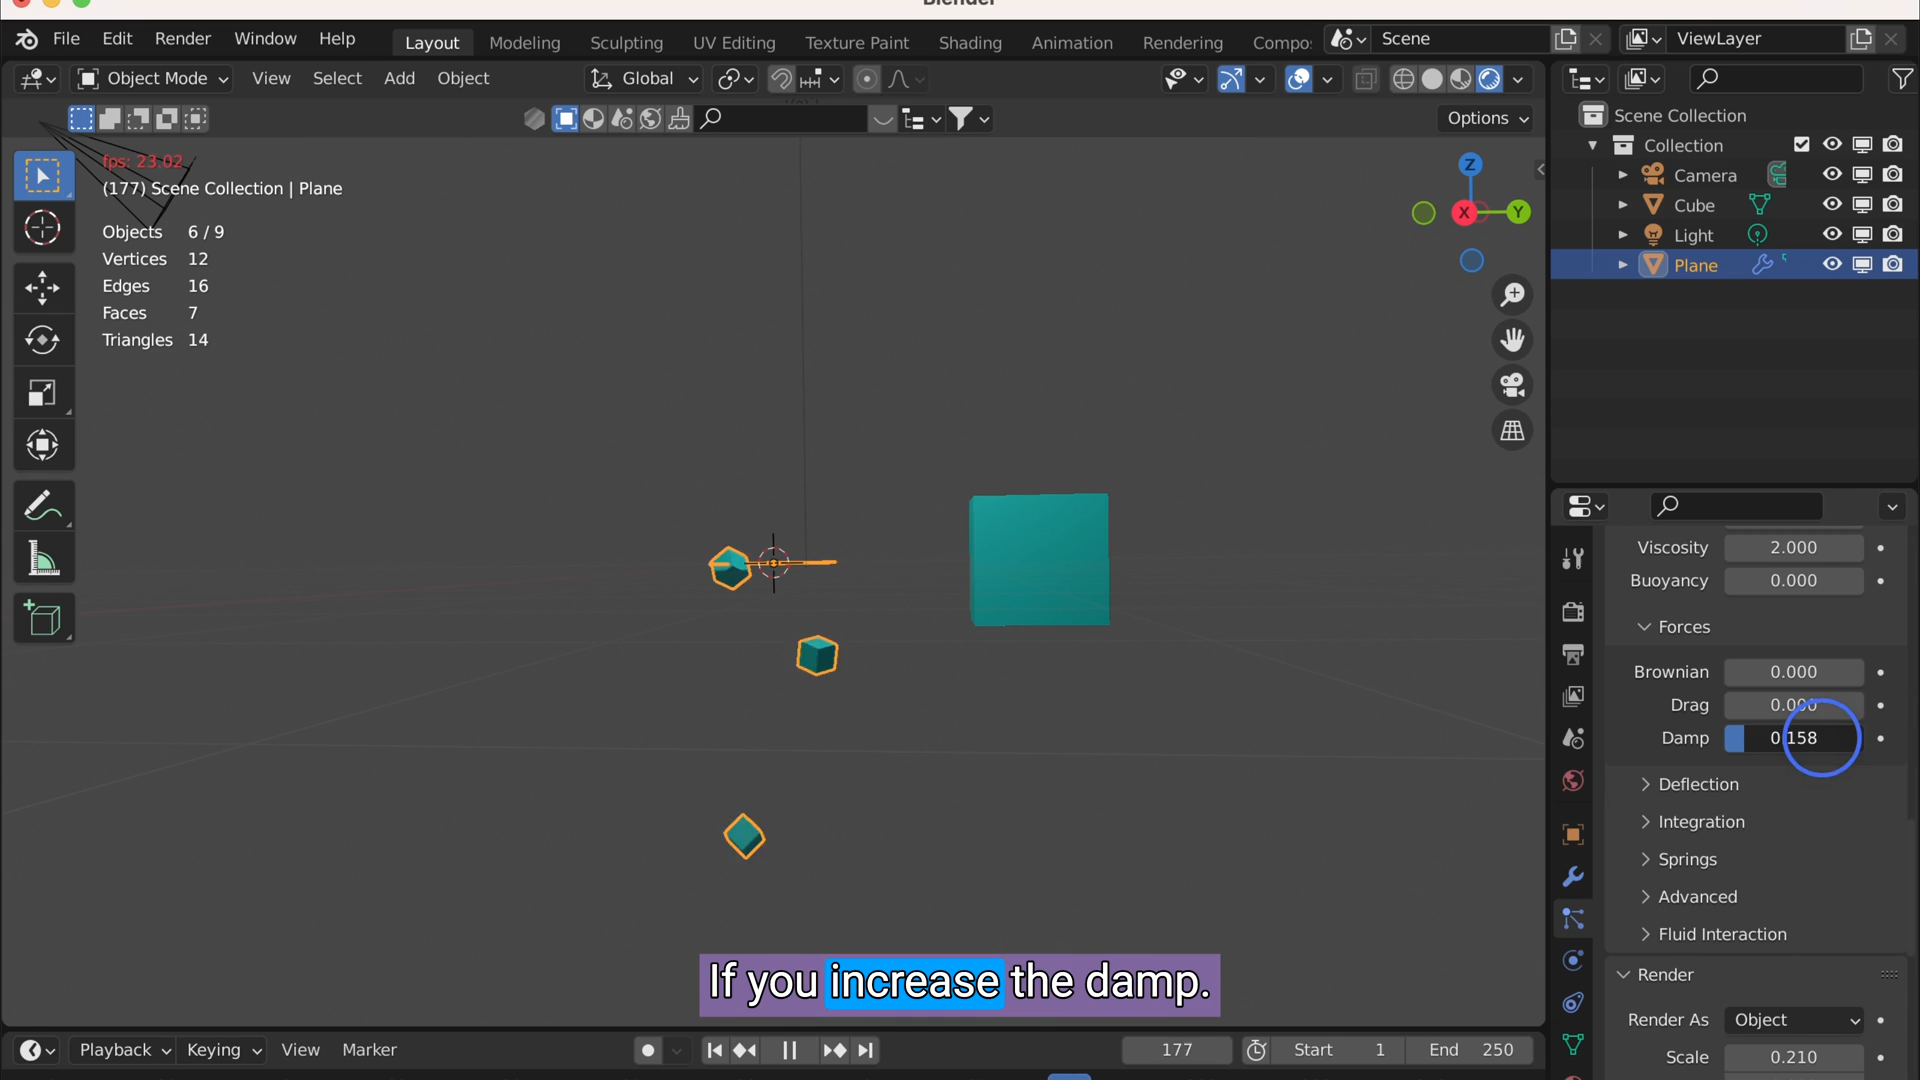 Blender
File Edit Render Window Help Layout Modeling Sculpting UV Editing Texture Paint Shading Animation Rendering Compo Scene ViewLayer
Object Mode View Select Add Object Global
Options
fps: 23.02
(177) Scene Collection | Plane
Objects 6 / 9
Vertices 12
Edges 16
Faces 7
Triangles 14
Z
X
Y
Scene Collection
Collection
Camera
Cube
Light
Plane
Viscosity 2.000
Buoyancy 0.000
Forces
Brownian 0.000
Drag 0.000
Damp 0.158
Deflection
Integration
Springs
Advanced
Fluid Interaction
Render
Render As Object
Scale 0.210
If you increase the damp.
Playback Keying View Marker 177 Start 1 End 250